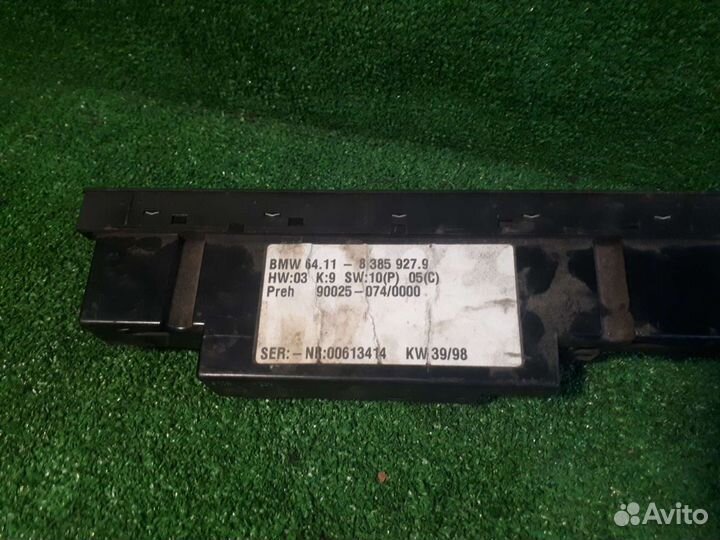 BMW 64.11 - 8 385 927.9
HW:03 K:9 SW:10(P) 05(C)
Preh 90025-074/0000
SER:-NR:00613414 KW 39/98
Avito